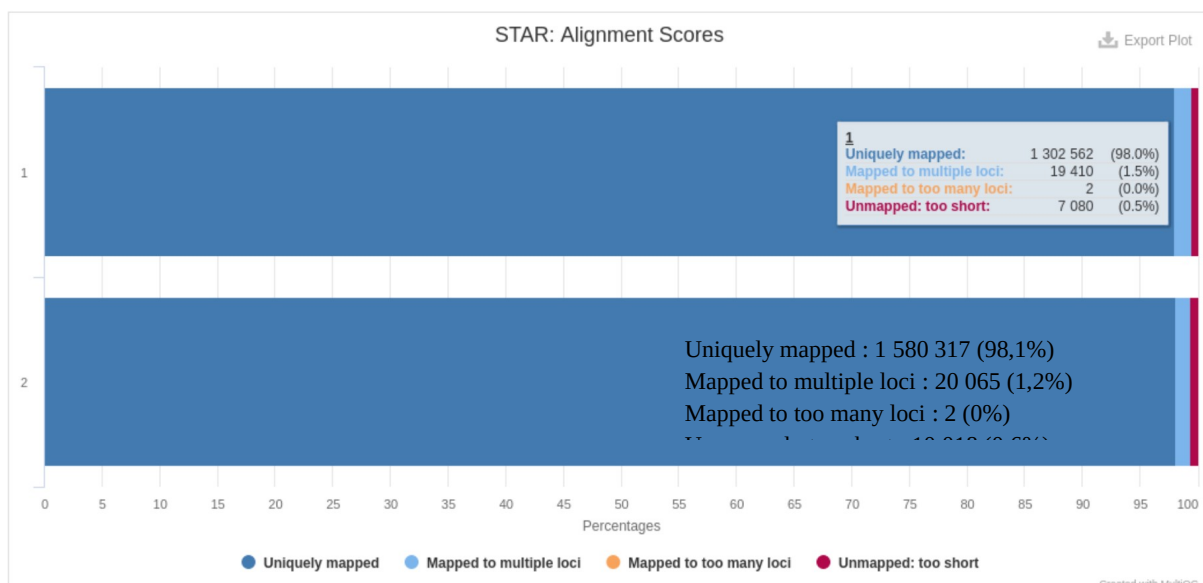 STAR: Alignment Scores
Export Plot
1
1
Uniquely mapped: 1 302 562 (98.0%)
Mapped to multiple loci: 19 410 (1.5%)
Mapped to too many loci: 2 (0.0%)
Unmapped: too short: 7 080 (0.5%)
2
Uniquely mapped : 1 580 317 (98,1%)
Mapped to multiple loci : 20 065 (1,2%)
Mapped to too many loci : 2 (0%)
0 5 10 15 20 25 30 35 40 45 50 55 60 65 70 75 80 85 90 95 100
Percentages
Uniquely mapped Mapped to multiple loci Mapped to too many loci Unmapped: too short
Created with MultiQC